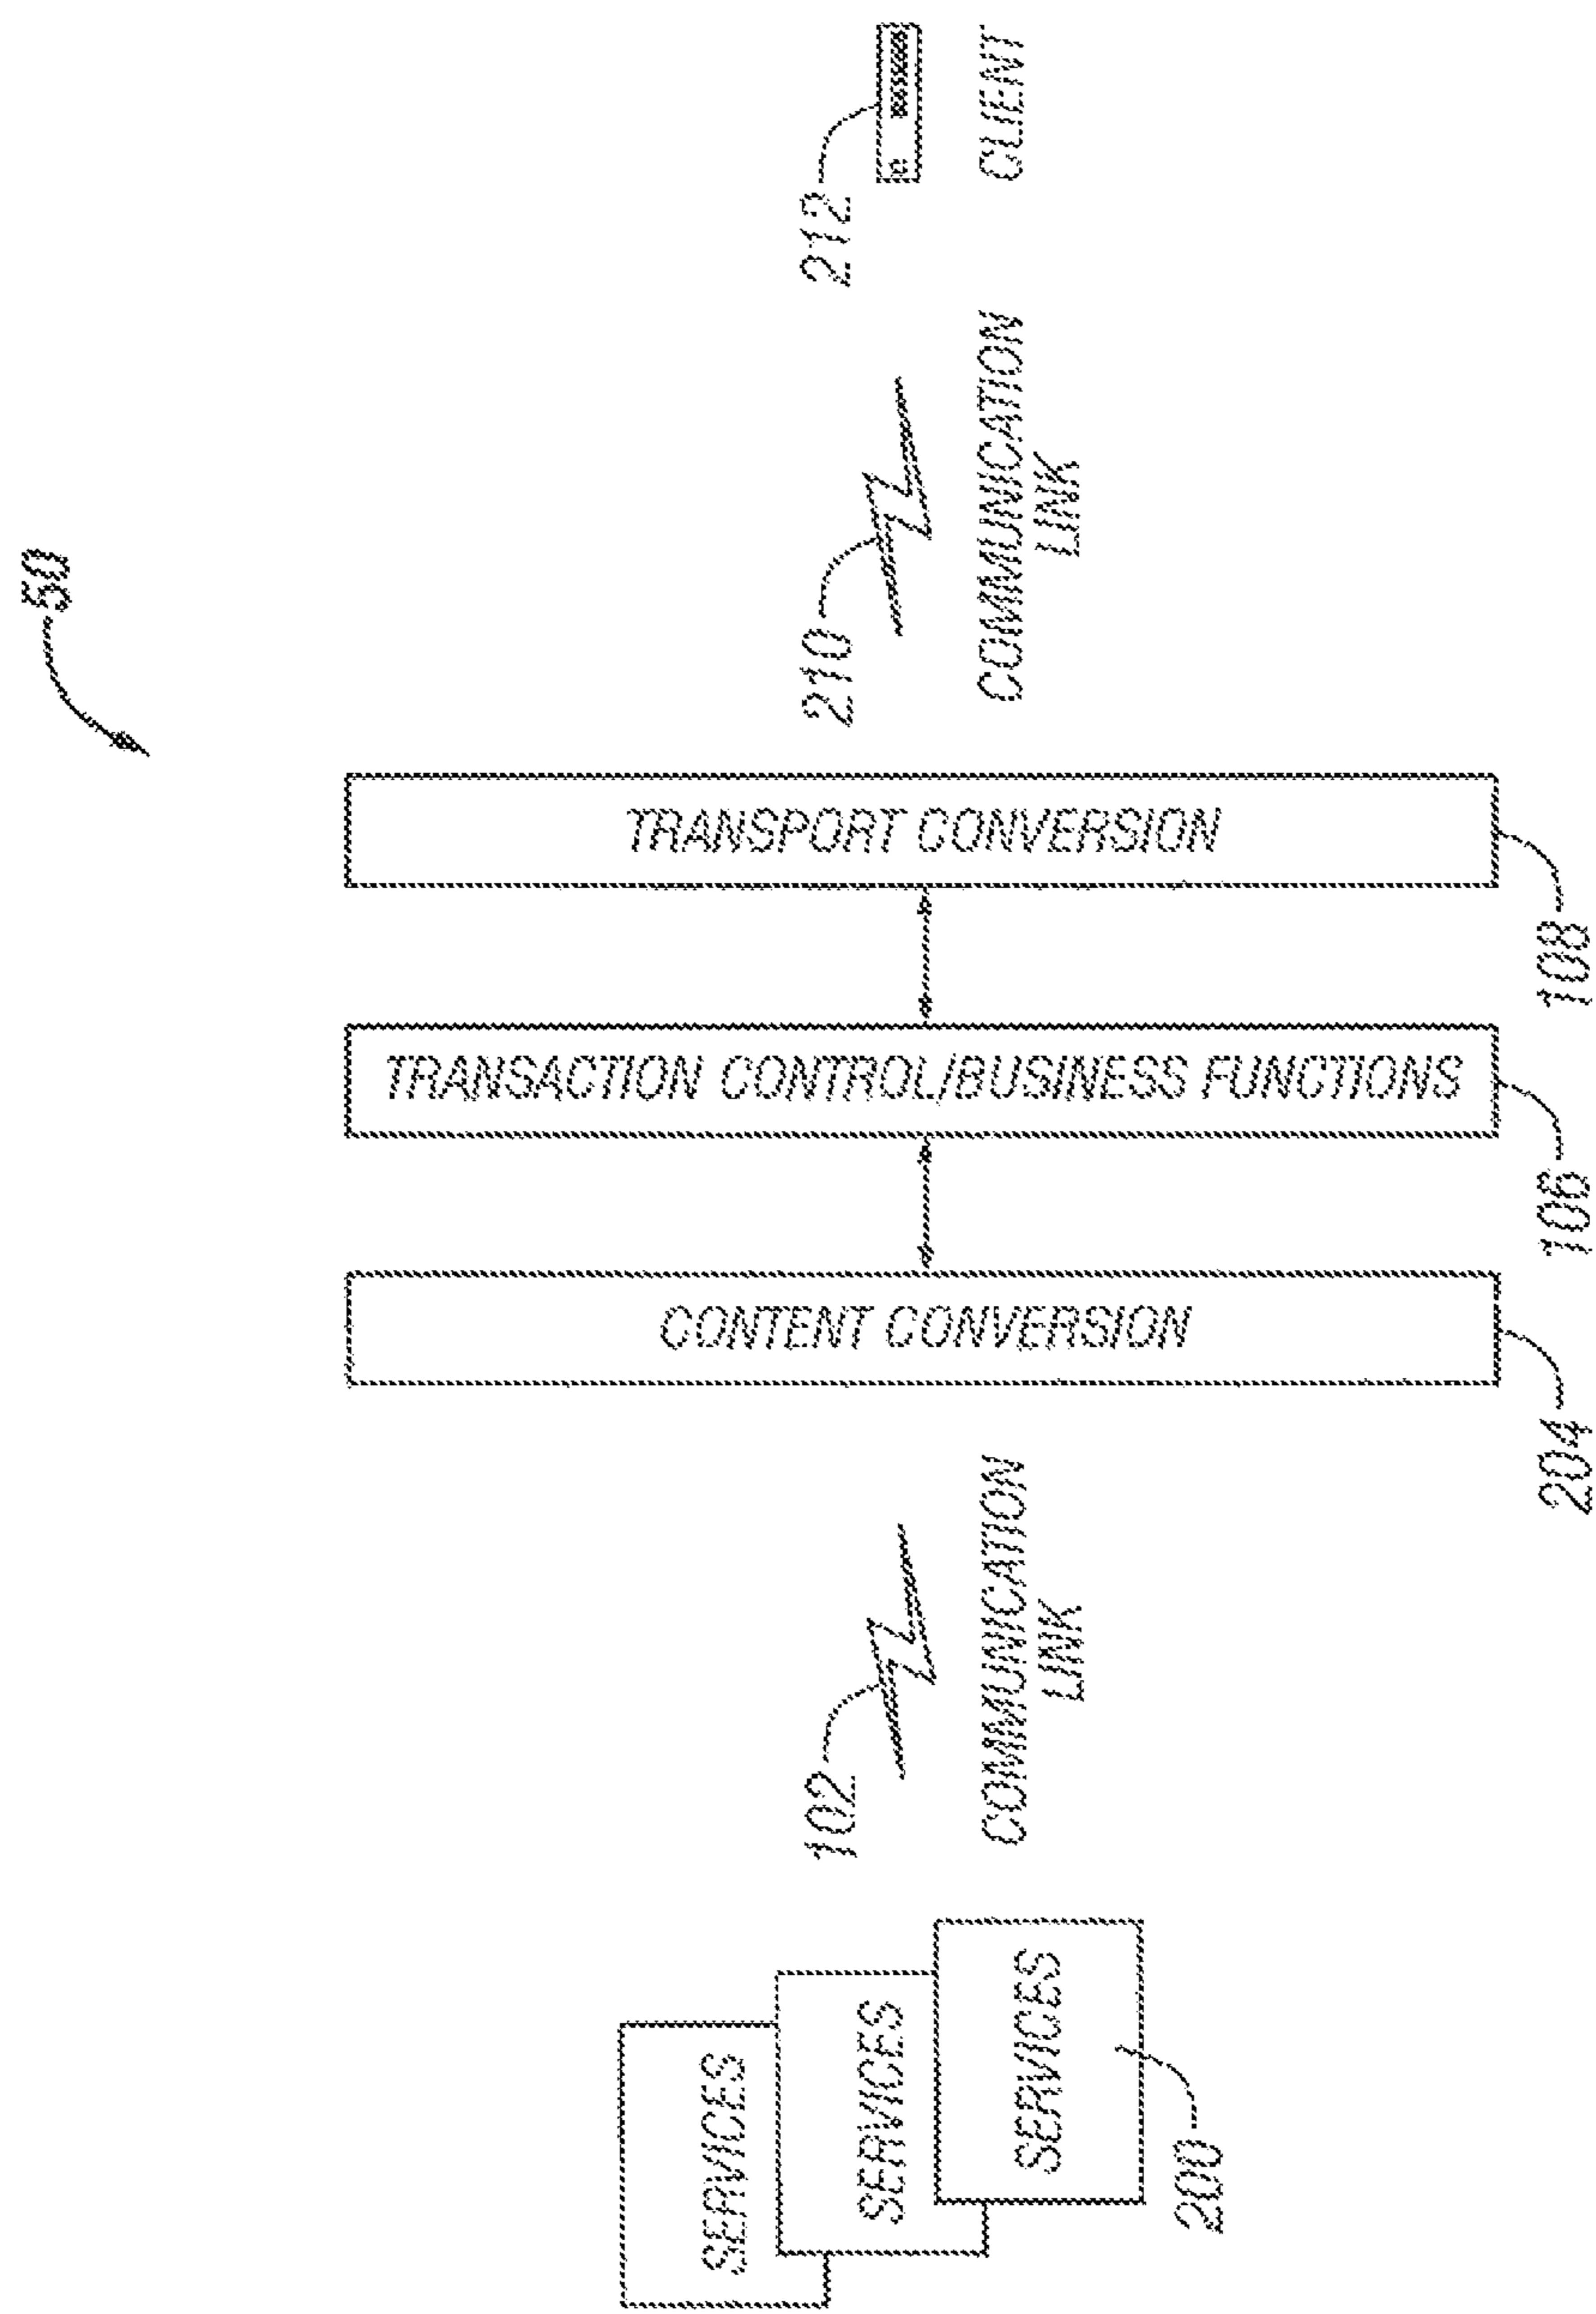 50
SERVICES
SERVICES
SERVICES
200
102
COMMUNICATION
LINK
CONTENT CONVERSION
204
TRANSACTION CONTROL/BUSINESS FUNCTIONS
106
TRANSPORT CONVERSION
108
210
COMMUNICATION
LINK
212
CLIENT